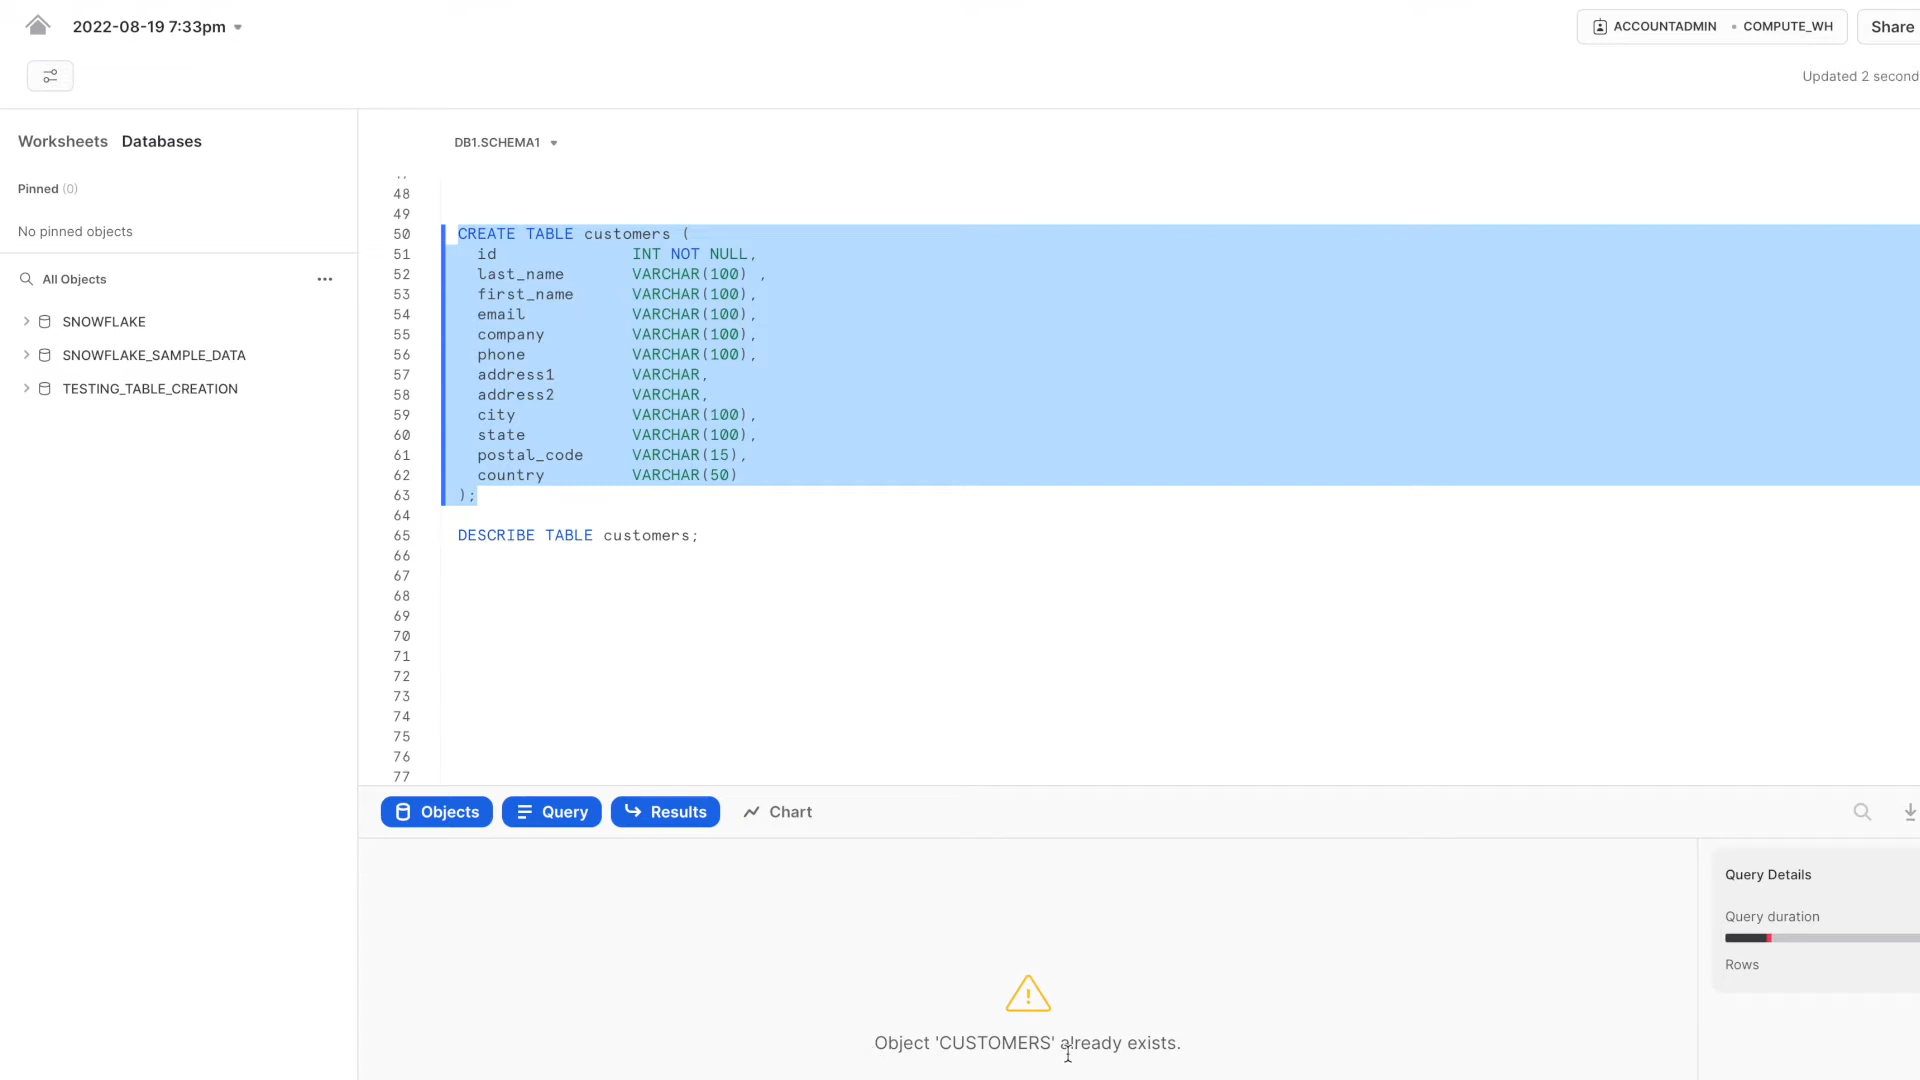 2022-08-19 7:33pm
ACCOUNTADMIN • COMPUTE_WH
Share
Updated 2 second
Worksheets Databases
Pinned (0)
No pinned objects
All Objects
SNOWFLAKE
SNOWFLAKE_SAMPLE_DATA
TESTING_TABLE_CREATION
DB1.SCHEMA1
48
49
50 CREATE TABLE customers (
51 id INT NOT NULL,
52 last_name VARCHAR(100) ,
53 first_name VARCHAR(100),
54 email VARCHAR(100),
55 company VARCHAR(100),
56 phone VARCHAR(100),
57 address1 VARCHAR,
58 address2 VARCHAR,
59 city VARCHAR(100),
60 state VARCHAR(100),
61 postal_code VARCHAR(15),
62 country VARCHAR(50)
63 );
64
65 DESCRIBE TABLE customers;
66
67
68
69
70
71
72
73
74
75
76
77
Objects Query Results Chart
Query Details
Query duration
Rows
Object 'CUSTOMERS' already exists.